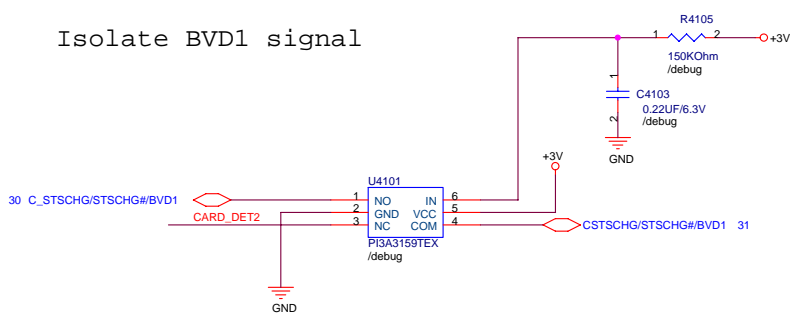 Isolate BVD1 signal
R4105
1 2 +3V
150KOhm
/debug
1
C4103
0.22UF/6.3V
/debug
2
GND
+3V
U4101
30 C_STSCHG/STSCHG#/BVD1 1 NO IN 6
2 GND VCC 5
CARD_DET2 3 NC COM 4 CSTSCHG/STSCHG#/BVD1 31
PI3A3159TEX
/debug
GND